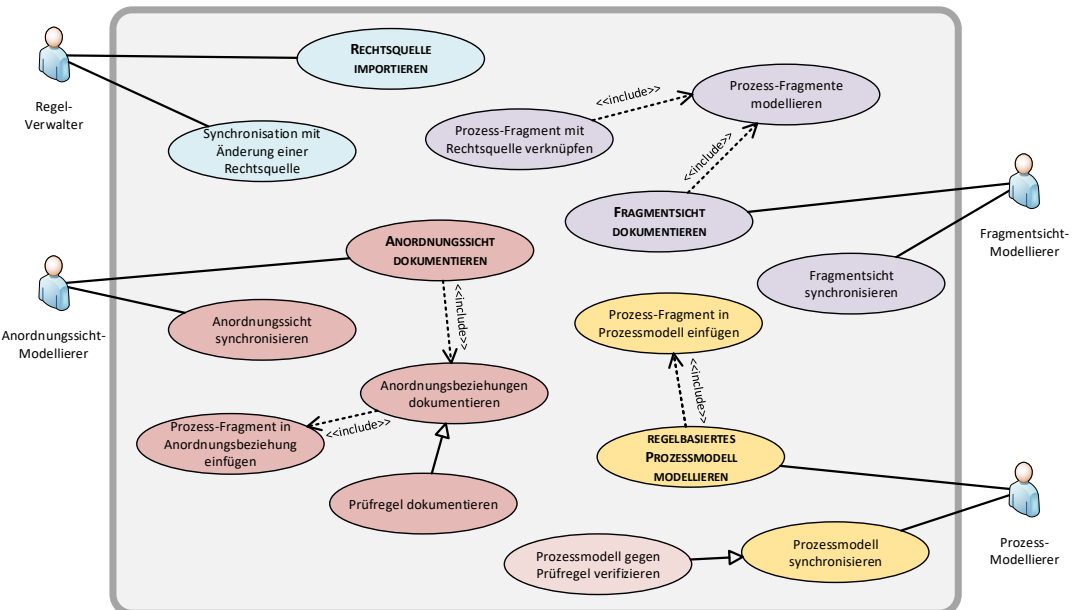 RECHTSQUELLE
IMPORTIEREN
Regel-
Verwalter
Synchronisation mit
Änderung einer
Rechtsquelle
Prozess-Fragmente
modellieren
<<include>>
Prozess-Fragment mit
Rechtsquelle verknüpfen
<<include>>
FRAGMENTSICHT
DOKUMENTIEREN
Fragmentsicht-
Modellierer
Fragmentsicht
synchronisieren
ANORDNUNGSSICHT
DOKUMENTIEREN
<<include>>
Anordnungssicht-
Modellierer
Anordnungssicht
synchronisieren
Prozess-Fragment in
Prozessmodell einfügen
<<include>>
Anordnungsbeziehungen
dokumentieren
<<include>>
Prozess-Fragment in
Anordnungsbeziehung
einfügen
REGELBASIERTES
PROZESSMODELL
MODELLIEREN
Prüfregel dokumentieren
Prozess-
Modellierer
Prozessmodell
synchronisieren
Prozessmodell gegen
Prüfregel verifizieren